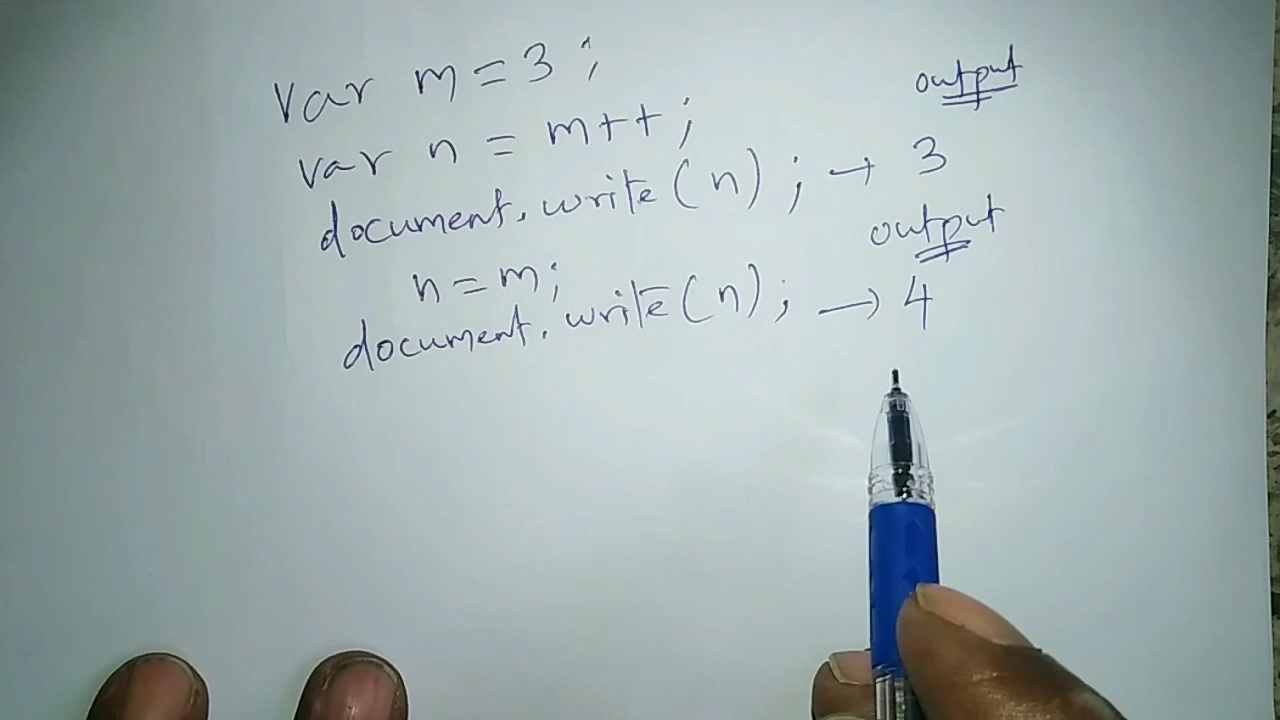 var m = 3 ;
output
var n = m++ ;
document.write(n) ; → 3
output
n = m;
document.write(n) ; → 4